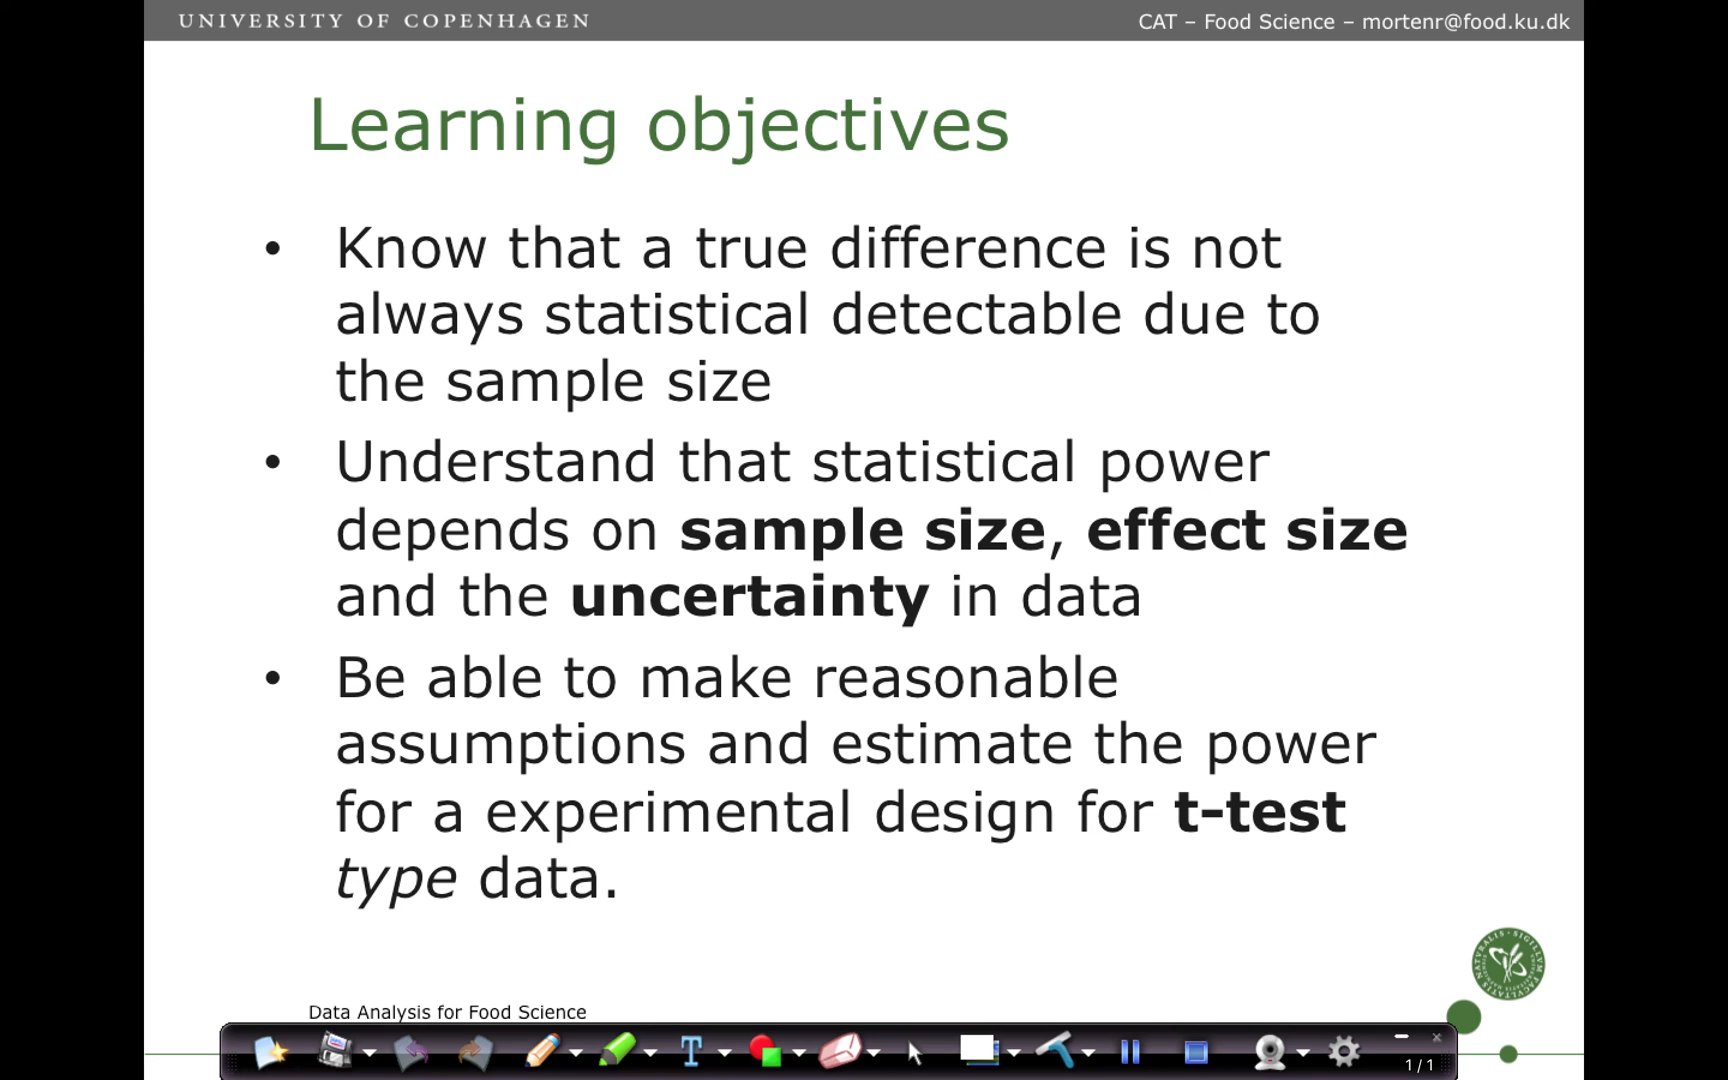 UNIVERSITY OF COPENHAGEN
CAT – Food Science – mortenr@food.ku.dk
Learning objectives
• Know that a true difference is not
always statistical detectable due to
the sample size
• Understand that statistical power
depends on sample size, effect size
and the uncertainty in data
• Be able to make reasonable
assumptions and estimate the power
for a experimental design for t-test
type data.
Data Analysis for Food Science
T
1/1